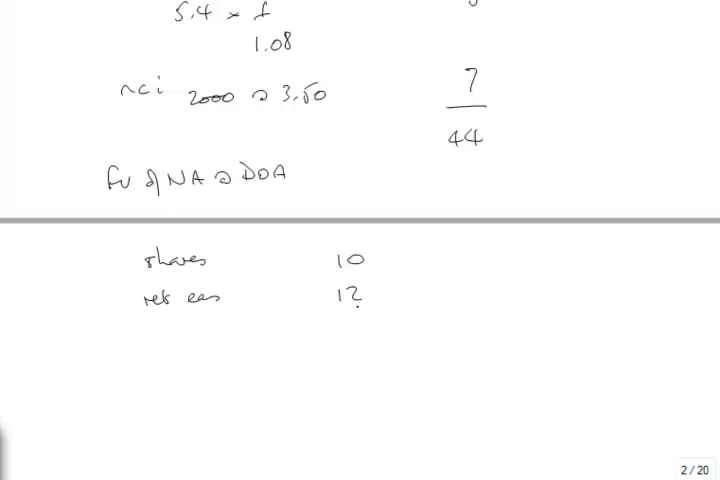 5.4 × 1
1.08
nci 2000 @ 3.50 7
44
FV of NA @ DOA
shares 10
ret ear 12
2 / 20